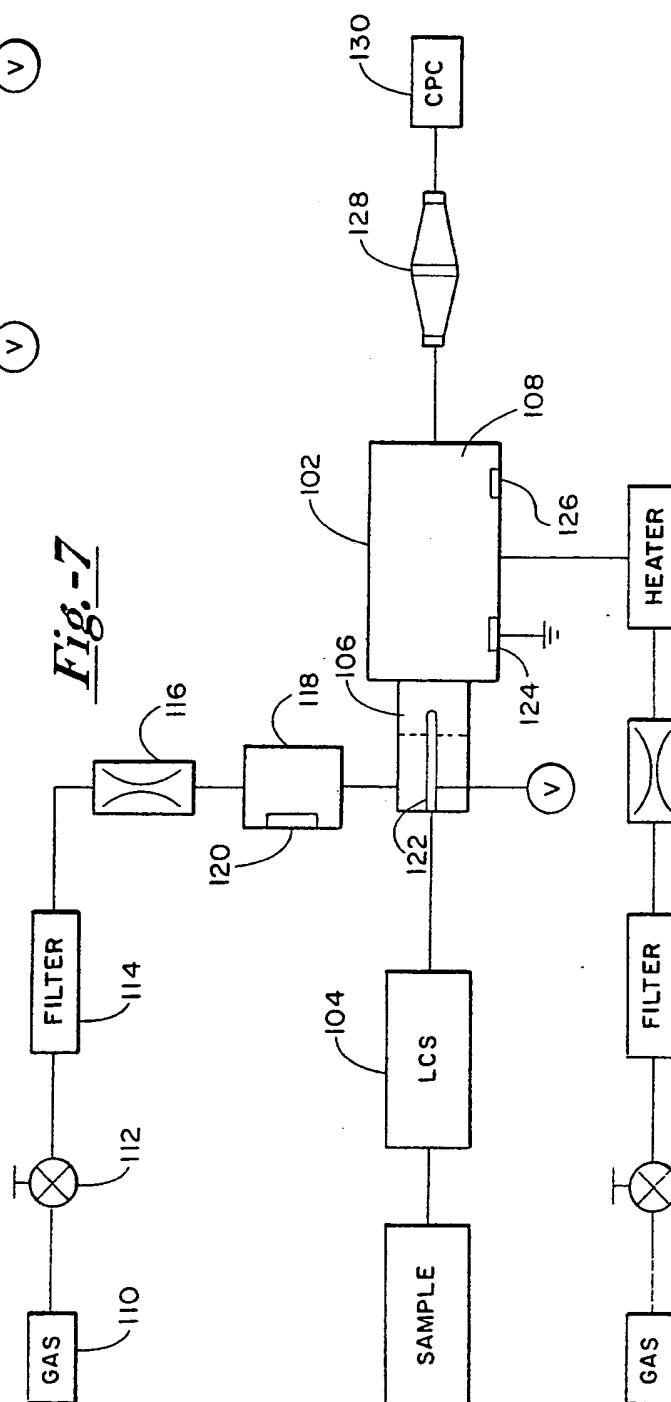 V
V
Fig.-7
130
CPC
128
108
102
126
HEATER
106
124
116
118
122
V
120
FILTER
114
104
LCS
FILTER
112
GAS
110
SAMPLE
GAS